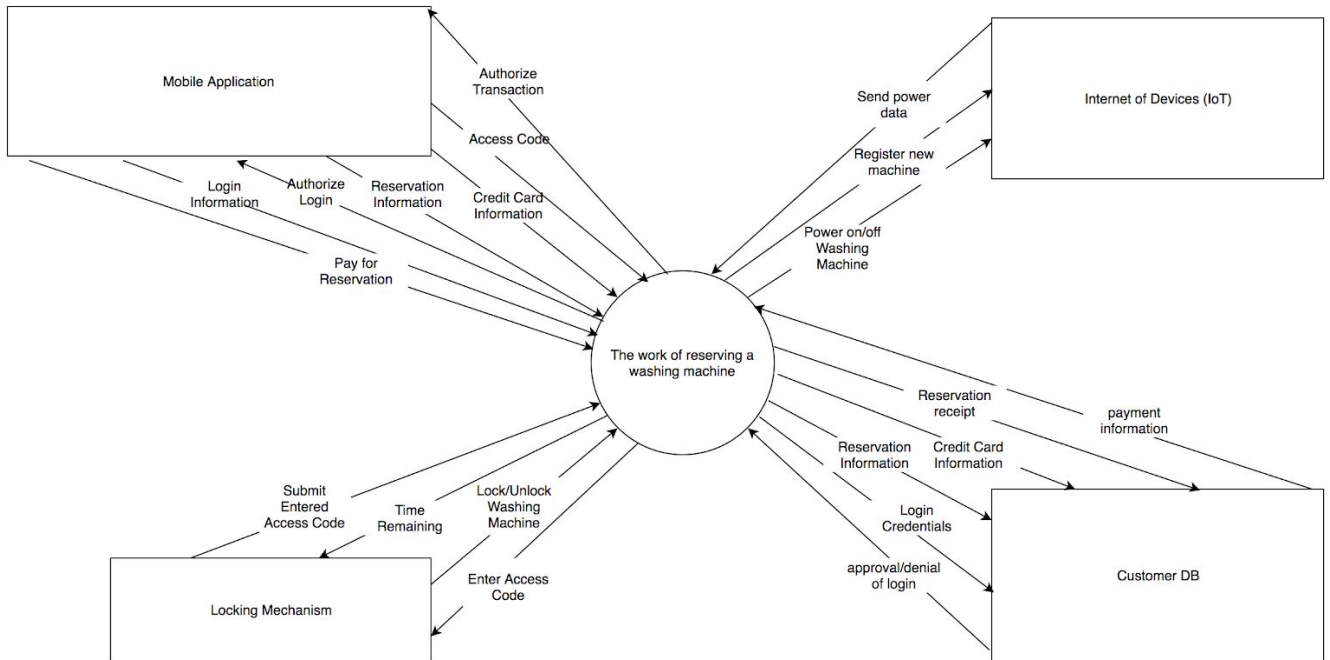 Mobile Application
Authorize
Transaction
Access Code
Login
Information
Authorize
Login
Reservation
Information
Credit Card
Information
Pay for
Reservation
Internet of Devices (IoT)
Send power
data
Register new
machine
Power on/off
Washing
Machine
The work of reserving a
washing machine
Submit
Entered
Access Code
Time
Remaining
Lock/Unlock
Washing
Machine
Enter Access
Code
Locking Mechanism
Reservation
receipt
payment
information
Reservation
Information
Credit Card
Information
Login
Credentials
approval/denial
of login
Customer DB